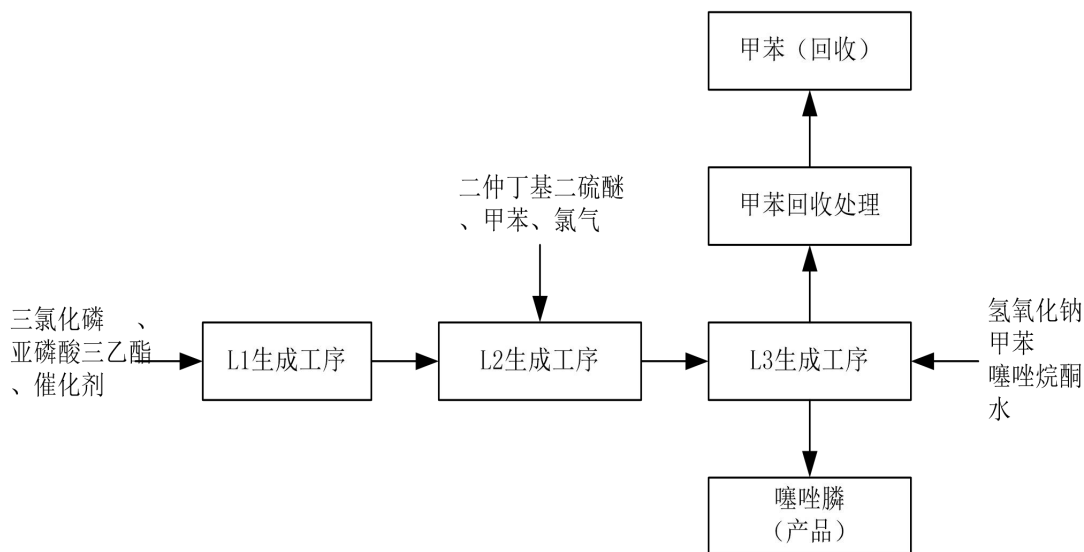 甲苯（回收）
二仲丁基二硫醚
、甲苯、氯气
甲苯回收处理
三氯化磷 、
亚磷酸三乙酯
、催化剂
L1生成工序
L2生成工序
L3生成工序
氢氧化钠
甲苯
噻唑烷酮
水
噻唑膦
（产品）